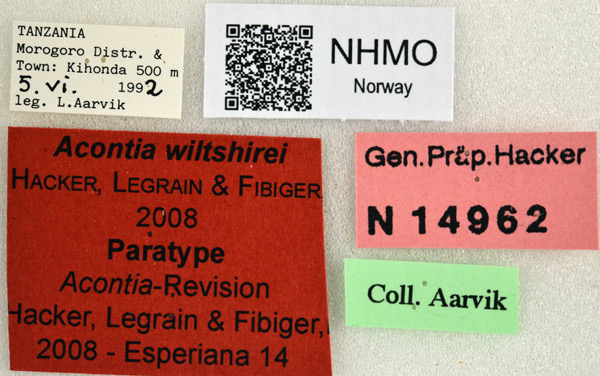 TANZANIA
Morogoro Distr. &
Town: Kihonda 500 m
5. vi. 1992
leg. L.Aarvik
NHMO
Norway
Acontia wiltshirei
HACKER, LEGRAIN & FIBIGER
2008
Paratype
Acontia-Revision
Hacker, Legrain & Fibiger,
2008 - Esperiana 14
Gen.Präp.Hacker
N 14962
Coll. Aarvik